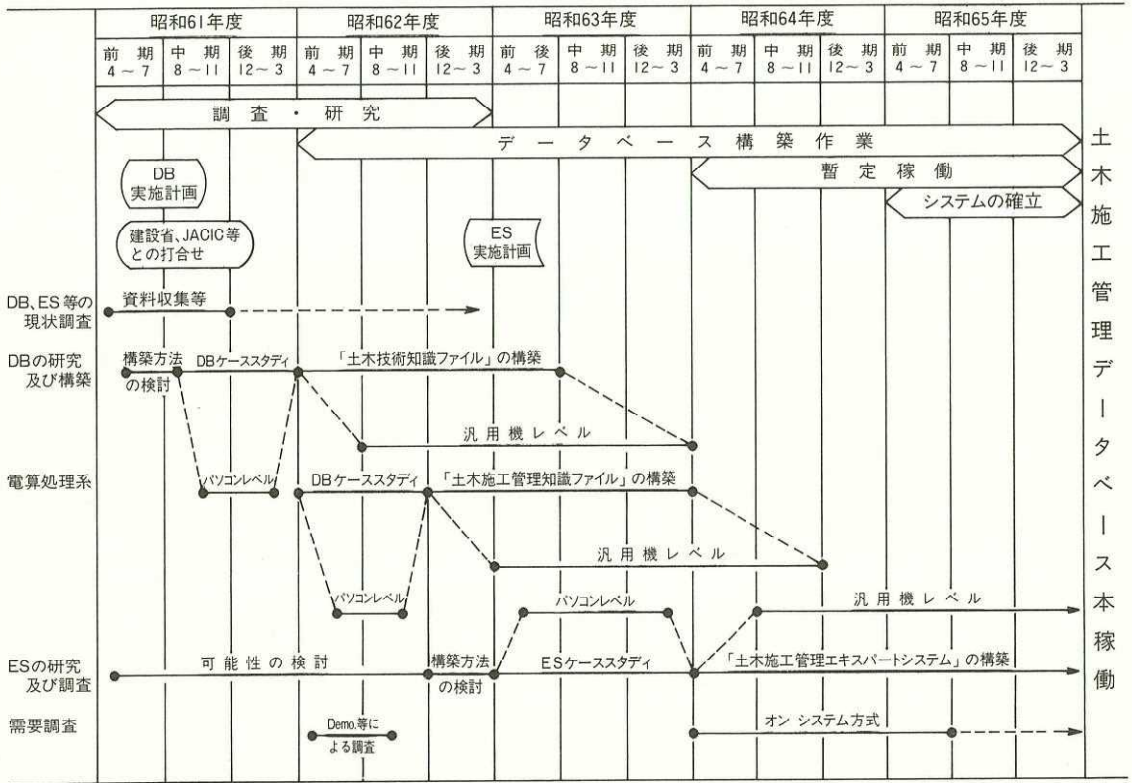 昭和61年度 昭和62年度 昭和63年度 昭和64年度 昭和65年度
前期 4～7 中期 8～11 後期 12～3 前期 4～7 中期 8～11 後期 12～3 前後 4～7 中期 8～11 後期 12～3 前期 4～7 中期 8～11 後期 12～3 前期 4～7 中期 8～11 後期 12～3
調査・研究
データベース構築作業
暫定稼働
システムの確立
DB
実施計画
建設省、JACIC等
との打合せ
ES
実施計画
DB、ES等の
現状調査
資料収集等
DBの研究
及び構築
構築方法
の検討
DBケーススタディ
「土木技術知識ファイル」の構築
汎用機レベル
電算処理系
パソコンレベル
DBケーススタディ
「土木施工管理知識ファイル」の構築
汎用機レベル
パソコンレベル
パソコンレベル
汎用機レベル
ESの研究
及び調査
可能性の検討
構築方法
の検討
ESケーススタディ
「土木施工管理エキスパートシステム」の構築
需要調査
Demo.等に
よる調査
オンシステム方式
土木施工管理データベース本稼働